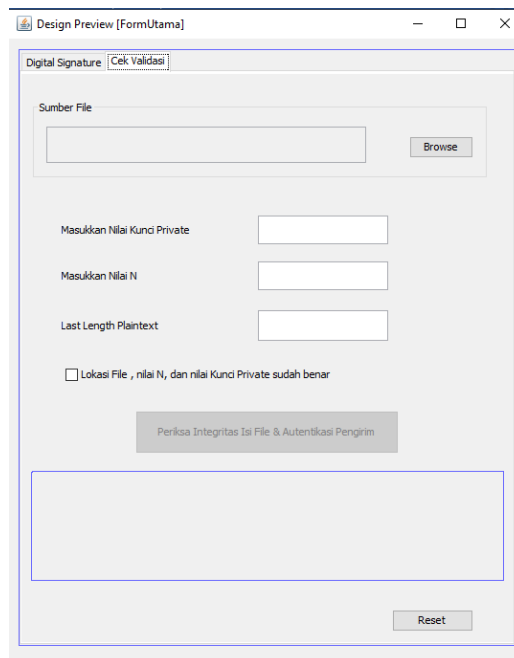 Design Preview [FormUtama]
Digital Signature Cek Validasi
Sumber File
Browse
Masukkan Nilai Kunci Private
Masukkan Nilai N
Last Length Plaintext
Lokasi File , nilai N, dan nilai Kunci Private sudah benar
Periksa Integritas Isi File & Autentikasi Pengirim
Reset